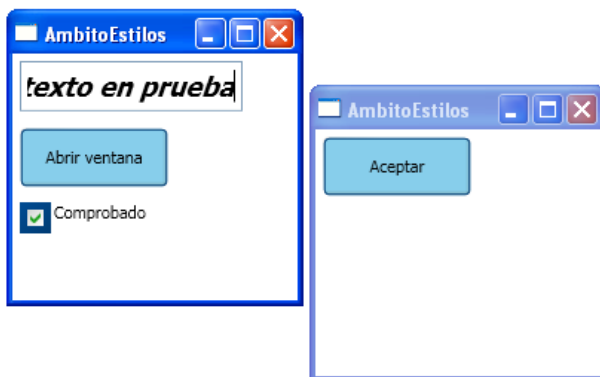 AmbitoEstilos
texto en prueba
Abrir ventana
Comprobado
AmbitoEstilos
Aceptar